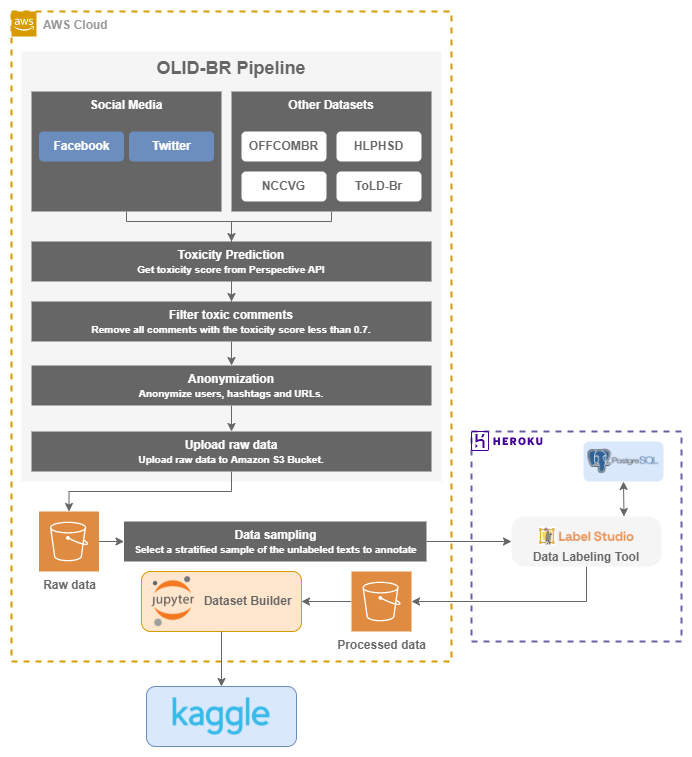 aws
AWS Cloud
OLID-BR Pipeline
Social Media
Facebook
Twitter
Other Datasets
OFFCOMBR
HLPHSD
NCCVG
ToLD-Br
Toxicity Prediction
Get toxicity score from Perspective API
Filter toxic comments
Remove all comments with the toxicity score less than 0.7.
Anonymization
Anonymize users, hashtags and URLs.
Upload raw data
Upload raw data to Amazon S3 Bucket.
Raw data
Data sampling
Select a stratified sample of the unlabeled texts to annotate
HEROKU
PostgreSQL
Label Studio
Data Labeling Tool
Processed data
jupyter
Dataset Builder
kaggle